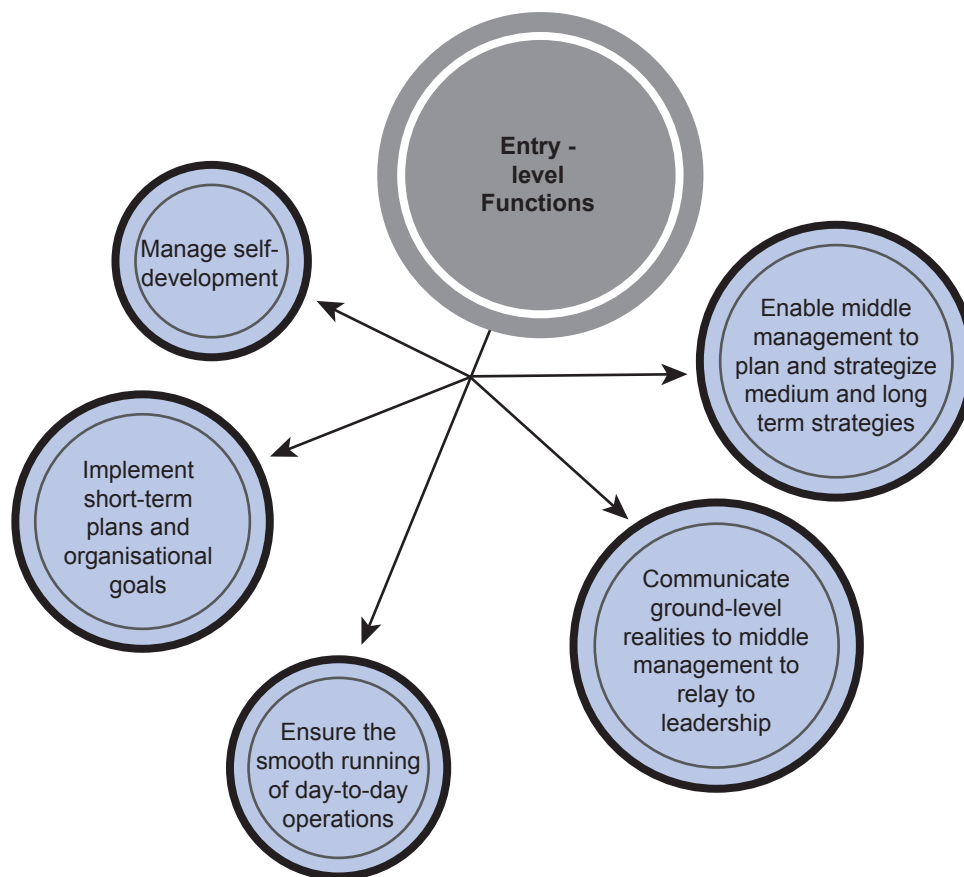 Entry -
level
Functions
Manage self-
development
Enable middle
management to
plan and strategize
medium and long
term strategies
Implement
short-term
plans and
organisational
goals
Communicate
ground-level
realities to middle
management to
relay to
leadership
Ensure the
smooth running
of day-to-day
operations